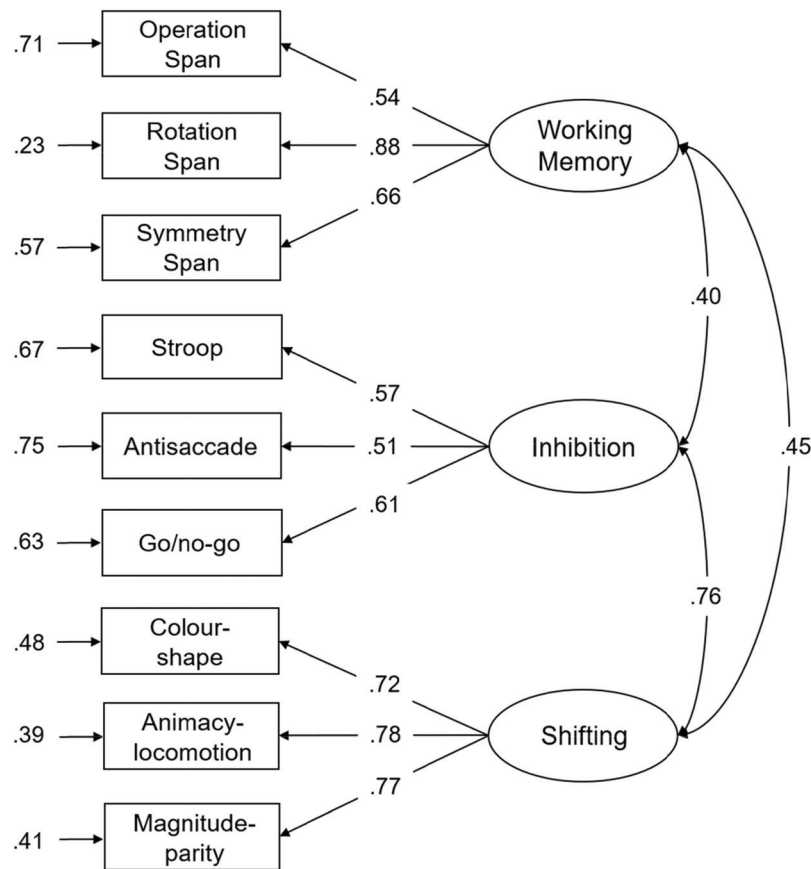 .71
Operation
Span
.54
.23
Rotation
Span
.88
Working
Memory
.66
.57
Symmetry
Span
.40
.67
Stroop
.57
.75
Antisaccade
.51
Inhibition
.45
.61
.63
Go/no-go
.76
.48
Colour-
shape
.72
.39
Animacy-
locomotion
.78
Shifting
.77
.41
Magnitude-
parity